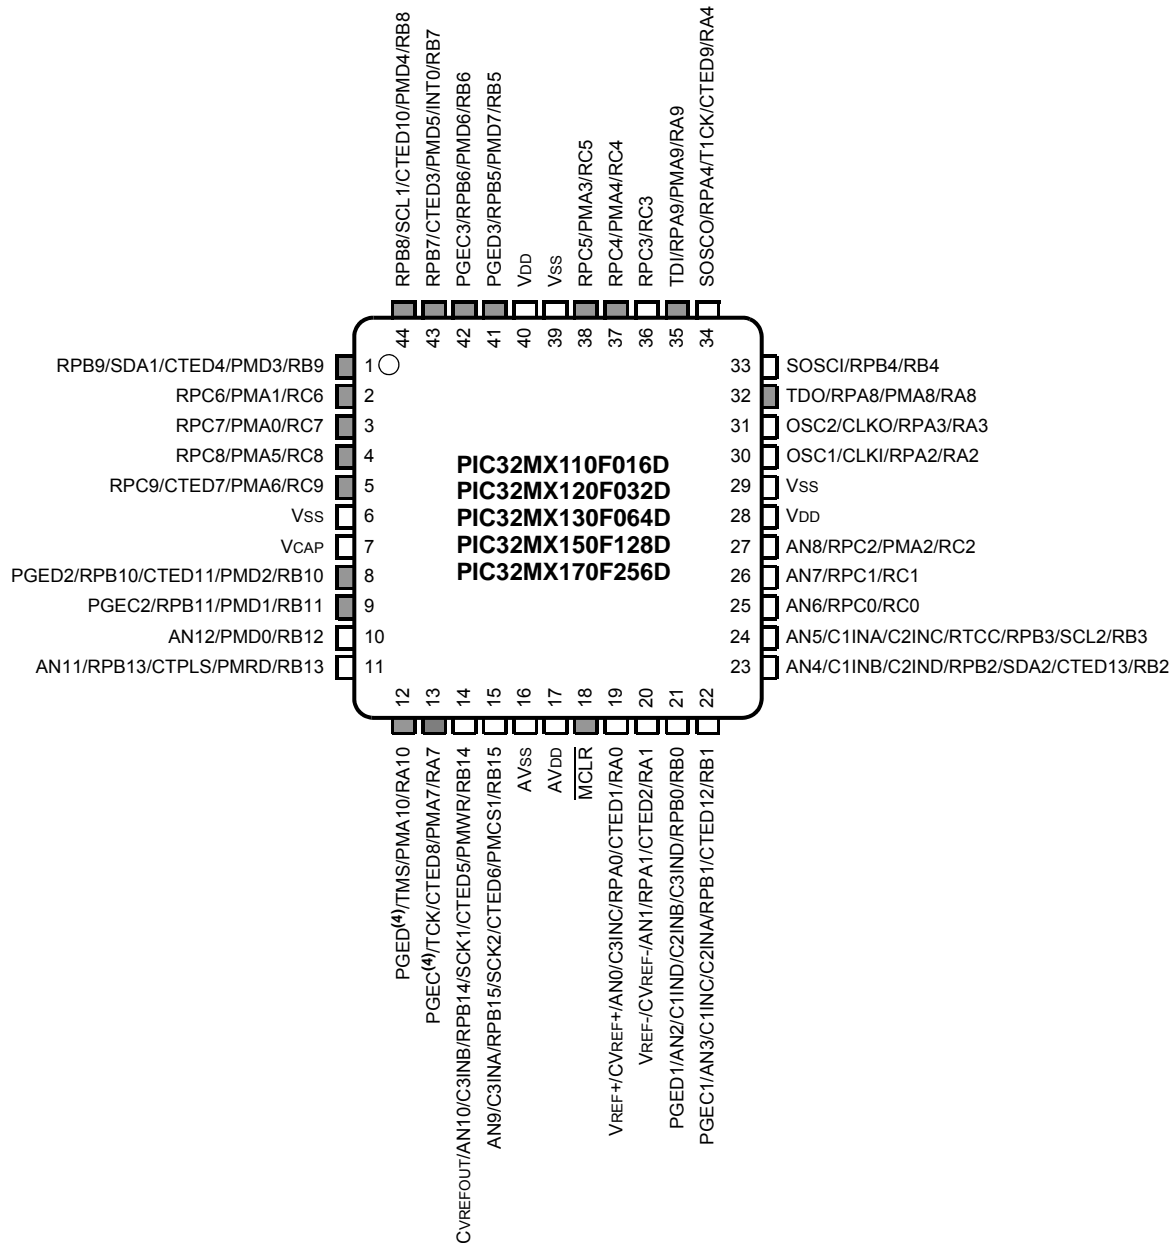 RPB8/SCL1/CTED10/PMD4/RB8
RPB7/CTED3/PMD5/INT0/RB7
PGEC3/RPB6/PMD6/RB6
PGED3/RPB5/PMD7/RB5
VDD
VSS
RPC5/PMA3/RC5
RPC4/PMA4/RC4
RPC3/RC3
TDI/RPA9/PMA9/RA9
SOSCO/RPA4/T1CK/CTED9/RA4
44
43
42
41
40
39
38
37
36
35
34
RPB9/SDA1/CTED4/PMD3/RB9 1
RPC6/PMA1/RC6 2
RPC7/PMA0/RC7 3
RPC8/PMA5/RC8 4
RPC9/CTED7/PMA6/RC9 5
VSS 6
VCAP 7
PGED2/RPB10/CTED11/PMD2/RB10 8
PGEC2/RPB11/PMD1/RB11 9
AN12/PMD0/RB12 10
AN11/RPB13/CTPLS/PMRD/RB13 11
PIC32MX110F016D
PIC32MX120F032D
PIC32MX130F064D
PIC32MX150F128D
PIC32MX170F256D
33 SOSCI/RPB4/RB4
32 TDO/RPA8/PMA8/RA8
31 OSC2/CLKO/RPA3/RA3
30 OSC1/CLKI/RPA2/RA2
29 VSS
28 VDD
27 AN8/RPC2/PMA2/RC2
26 AN7/RPC1/RC1
25 AN6/RPC0/RC0
24 AN5/C1INA/C2INC/RTCC/RPB3/SCL2/RB3
23 AN4/C1INB/C2IND/RPB2/SDA2/CTED13/RB2
12
13
14
15
16
17
18
19
20
21
22
PGED(4)/TMS/PMA10/RA10
PGEC(4)/TCK/CTED8/PMA7/RA7
CVREFOUT/AN10/C3INB/RPB14/SCK1/CTED5/PMWR/RB14
AN9/C3INA/RPB15/SCK2/CTED6/PMCS1/RB15
AVSS
AVDD
MCLR
VREF+/CVREF+/AN0/C3INC/RPA0/CTED1/RA0
VREF-/CVREF-/AN1/RPA1/CTED2/RA1
PGED1/AN2/C1IND/C2INB/C3IND/RPB0/RB0
PGEC1/AN3/C1INC/C2INA/RPB1/CTED12/RB1